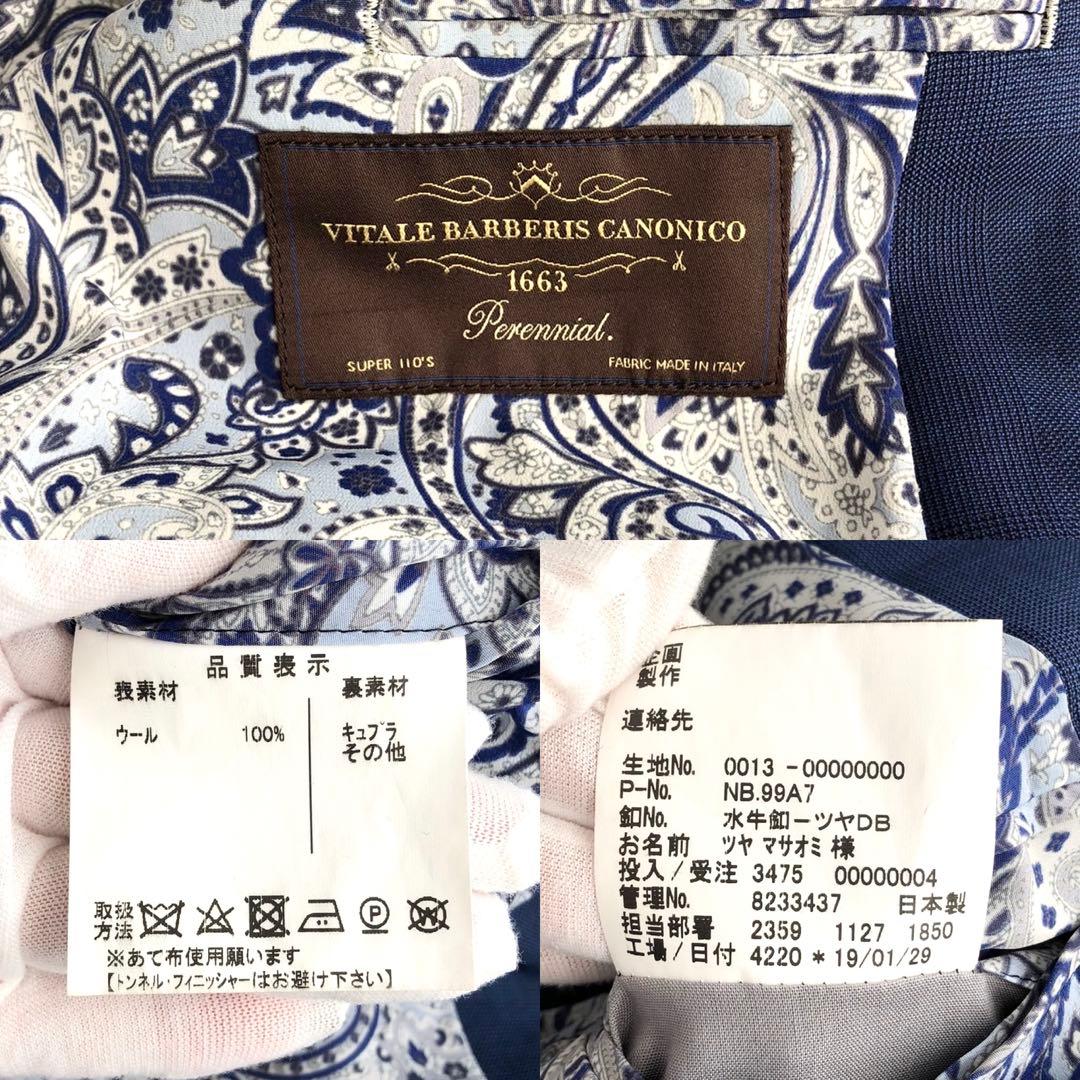 VITALE BARBERIS CANONICO
1663
Perennial.
SUPER 110'S FABRIC MADE IN ITALY
品質表示
表素材 裏素材
ウール 100% キュプラ
その他
取扱
方法
※あて布使用願います
【トンネル・フィニッシャーはお避け下さい】
企画
製作
連絡先
生地No. 0013 -00000000
P-No. NB.99A7
釦No. 水牛釦-ツヤDB
お名前 ツヤ マサオミ 様
投入/受注 3475 00000004
管理No. 8233437 日本製
担当部署 2359 1127 1850
工場/日付 4220 * 19/01/29